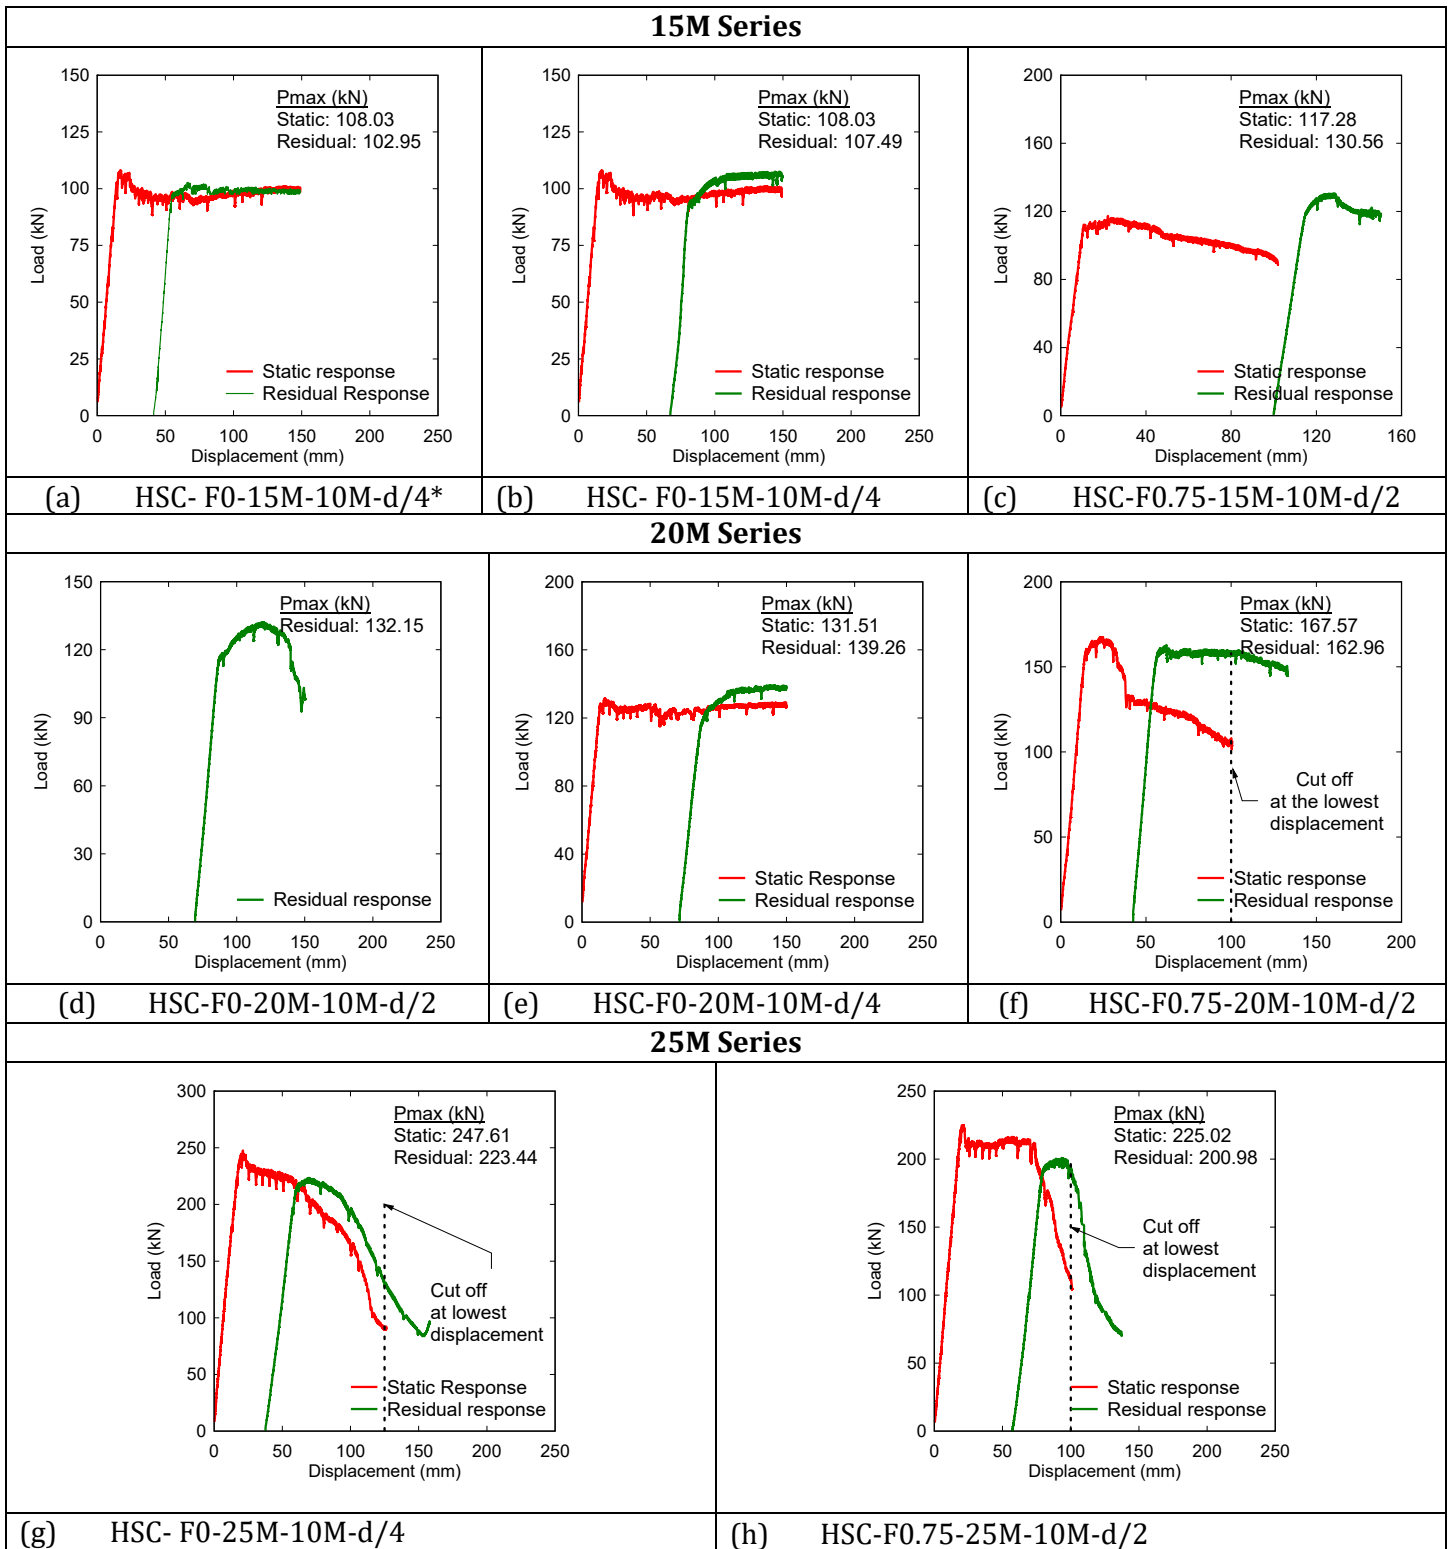 15M Series
150
125
100
75
50
25
0
Load (kN)
Pmax (kN)
Static: 108.03
Residual: 102.95
Static response
Residual Response
0 50 100 150 200 250
Displacement (mm)
(a) HSC- F0-15M-10M-d/4*
150
125
100
75
50
25
0
Load (kN)
Pmax (kN)
Static: 108.03
Residual: 107.49
Static response
Residual response
0 50 100 150 200 250
Displacement (mm)
(b) HSC- F0-15M-10M-d/4
200
160
120
80
40
0
Load (kN)
Pmax (kN)
Static: 117.28
Residual: 130.56
Static response
Residual response
0 40 80 120 160
Displacement (mm)
(c) HSC-F0.75-15M-10M-d/2
20M Series
150
120
90
60
30
0
Load (kN)
Pmax (kN)
Residual: 132.15
Residual response
0 50 100 150 200 250
Displacement (mm)
(d) HSC-F0-20M-10M-d/2
200
160
120
80
40
0
Load (kN)
Pmax (kN)
Static: 131.51
Residual: 139.26
Static Response
Residual response
0 50 100 150 200 250
Displacement (mm)
(e) HSC-F0-20M-10M-d/4
200
150
100
50
0
Load (kN)
Pmax (kN)
Static: 167.57
Residual: 162.96
Cut off
at the lowest
displacement
Static response
Residual response
0 50 100 150 200
Displacement (mm)
(f) HSC-F0.75-20M-10M-d/2
25M Series
300
250
200
150
100
50
0
Load (kN)
Pmax (kN)
Static: 247.61
Residual: 223.44
Cut off
at lowest
displacement
Static Response
Residual response
0 50 100 150 200 250
Displacement (mm)
(g) HSC- F0-25M-10M-d/4
250
200
150
100
50
0
Load (kN)
Pmax (kN)
Static: 225.02
Residual: 200.98
Cut off
at lowest
displacement
Static response
Residual response
0 50 100 150 200 250
Displacement (mm)
(h) HSC-F0.75-25M-10M-d/2